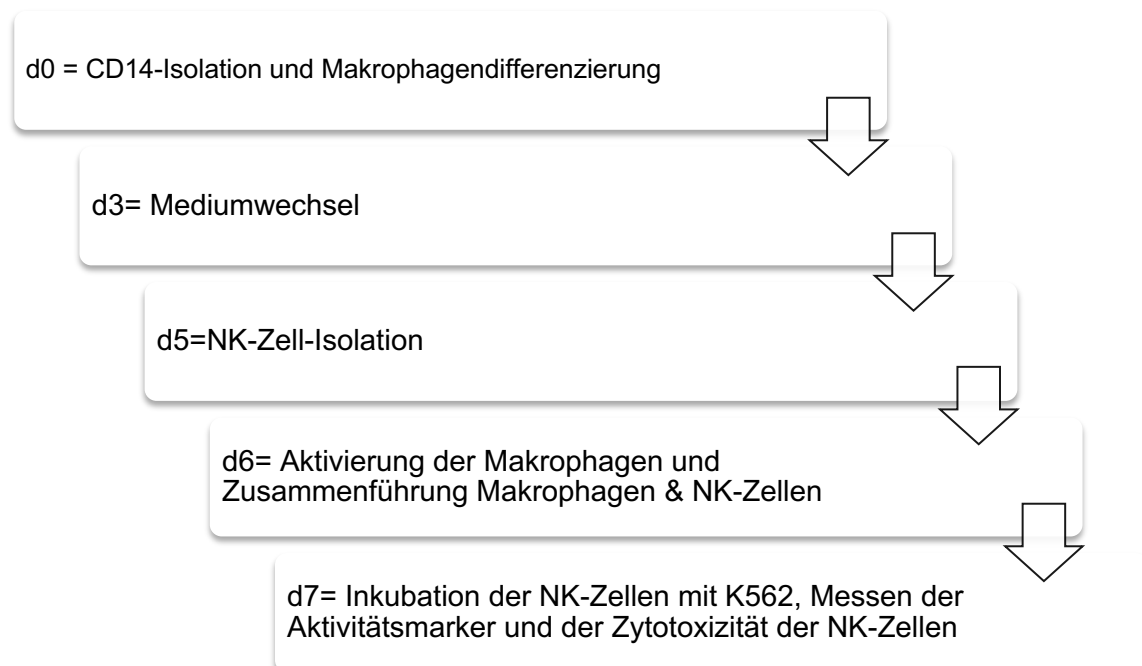 d0 = CD14-Isolation und Makrophagendifferenzierung
d3= Mediumwechsel
d5=NK-Zell-Isolation
d6= Aktivierung der Makrophagen und
Zusammenführung Makrophagen & NK-Zellen
d7= Inkubation der NK-Zellen mit K562, Messen der
Aktivitätsmarker und der Zytotoxizität der NK-Zellen